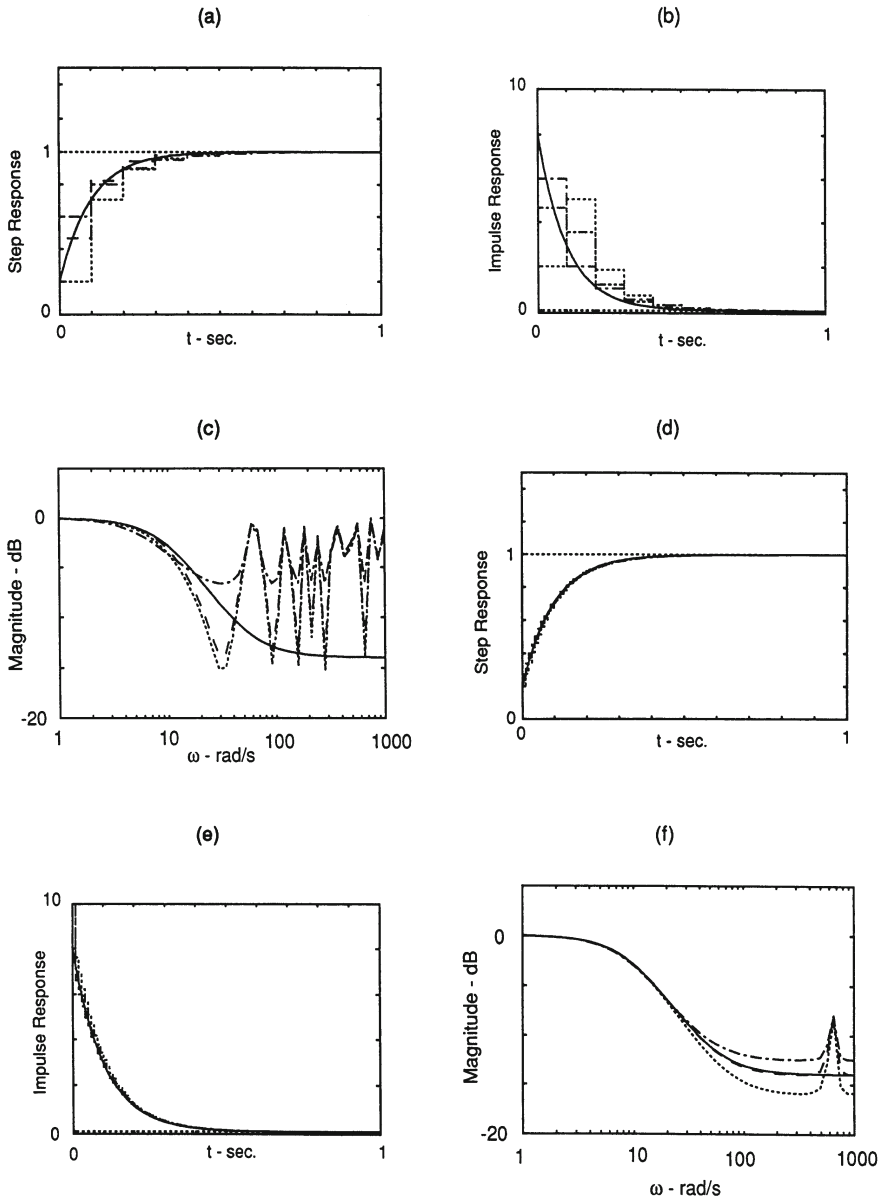 (a)
Step Response
1
0
0
1
t - sec.
(b)
Impulse Response
10
0
0
1
t - sec.
(c)
Magnitude - dB
0
-20
1
10
100
1000
ω - rad/s
(d)
Step Response
1
0
0
1
t - sec.
(e)
Impulse Response
10
0
0
1
t - sec.
(f)
Magnitude - dB
0
-20
1
10
100
1000
ω - rad/s